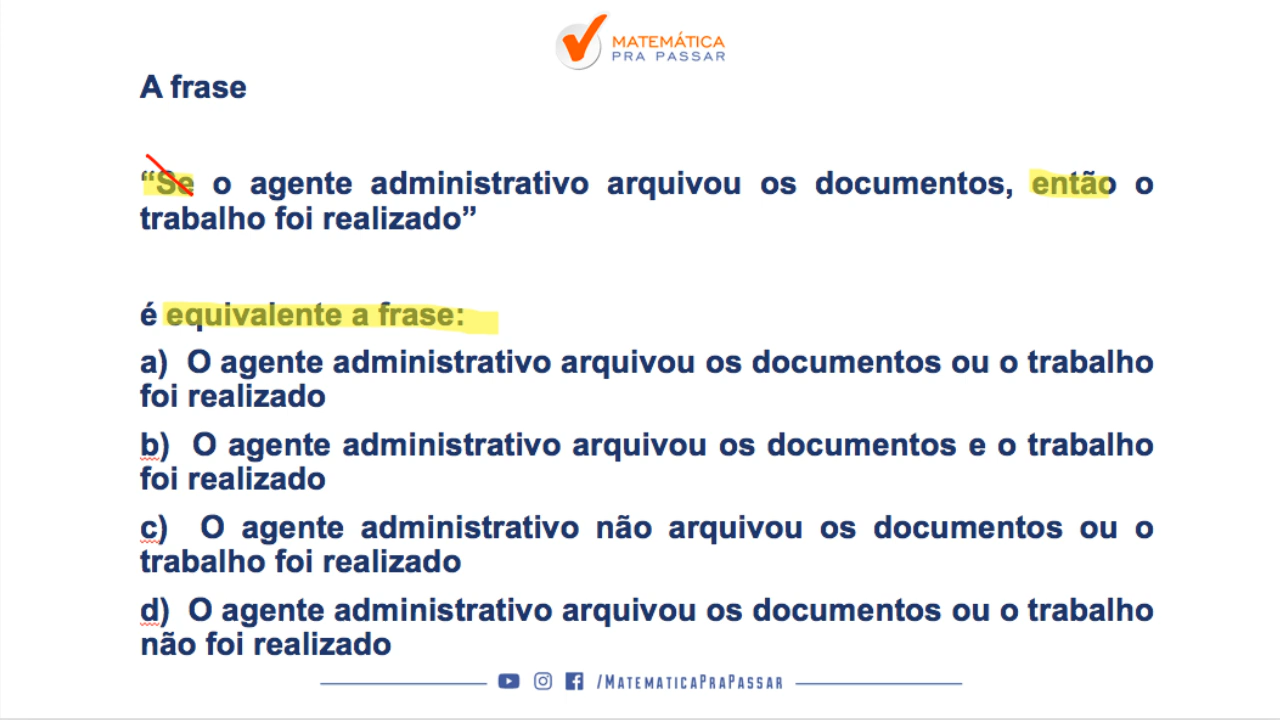 MATEMÁTICA
PRA PASSAR
A frase
“Se o agente administrativo arquivou os documentos, então o
trabalho foi realizado”
é equivalente a frase:
a) O agente administrativo arquivou os documentos ou o trabalho
foi realizado
b) O agente administrativo arquivou os documentos e o trabalho
foi realizado
c) O agente administrativo não arquivou os documentos ou o
trabalho foi realizado
d) O agente administrativo arquivou os documentos ou o trabalho
não foi realizado
/MATEMATICAPRAPASSAR